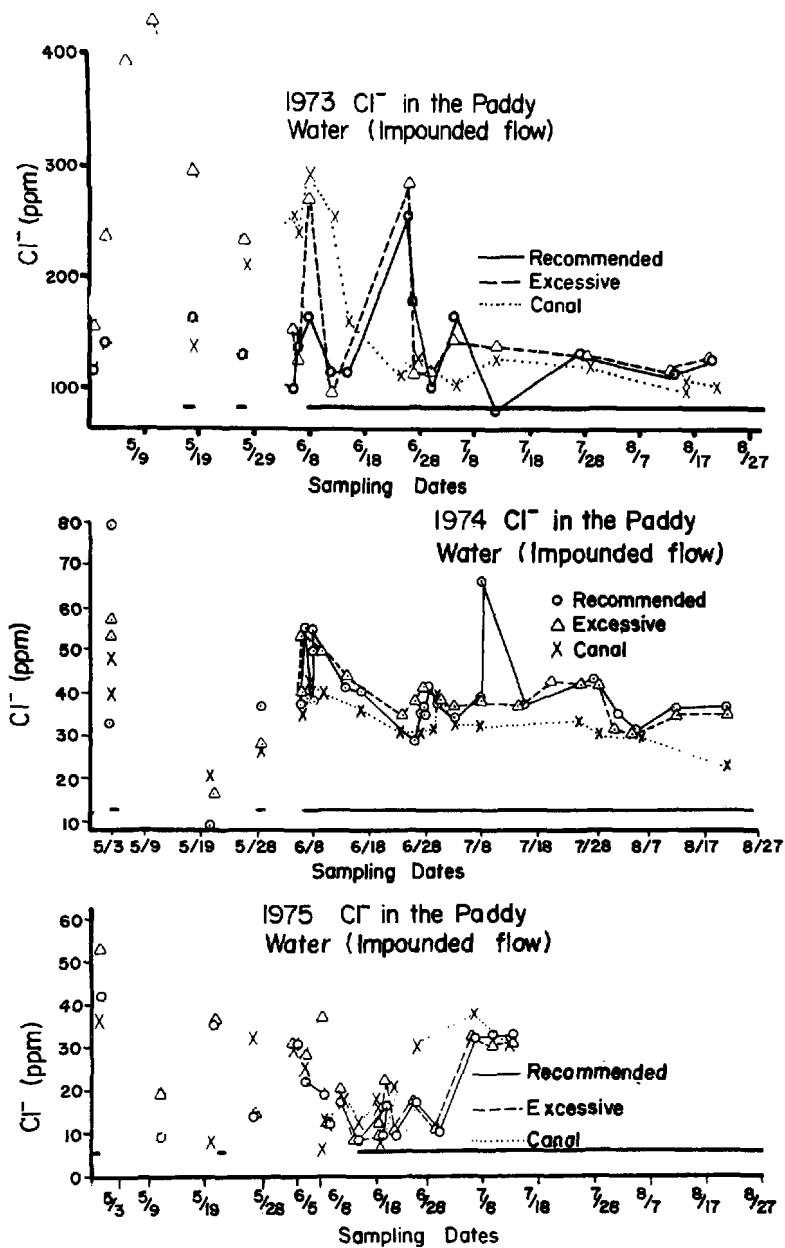 1973 Cl⁻ in the Paddy
Water (Impounded flow)
Cl⁻ (ppm)
400
300
200
100
Recommended
Excessive
Canal
5/9 5/19 5/29 6/8 6/18 6/28 7/8 7/18 7/28 8/7 8/17 8/27
Sampling Dates
1974 Cl⁻ in the Paddy
Water (Impounded flow)
Cl⁻ (ppm)
80
70
60
50
40
30
20
10
Recommended
Excessive
Canal
5/3 5/9 5/19 5/28 6/8 6/18 6/28 7/8 7/18 7/28 8/7 8/17 8/27
Sampling Dates
1975 Cl⁻ in the Paddy
Water (Impounded flow)
Cl⁻ (ppm)
60
50
40
30
20
10
0
Recommended
Excessive
Canal
5/3 5/9 5/19 5/28 6/5 6/8 6/18 6/28 7/8 7/18 7/28 8/7 8/17 8/27
Sampling Dates